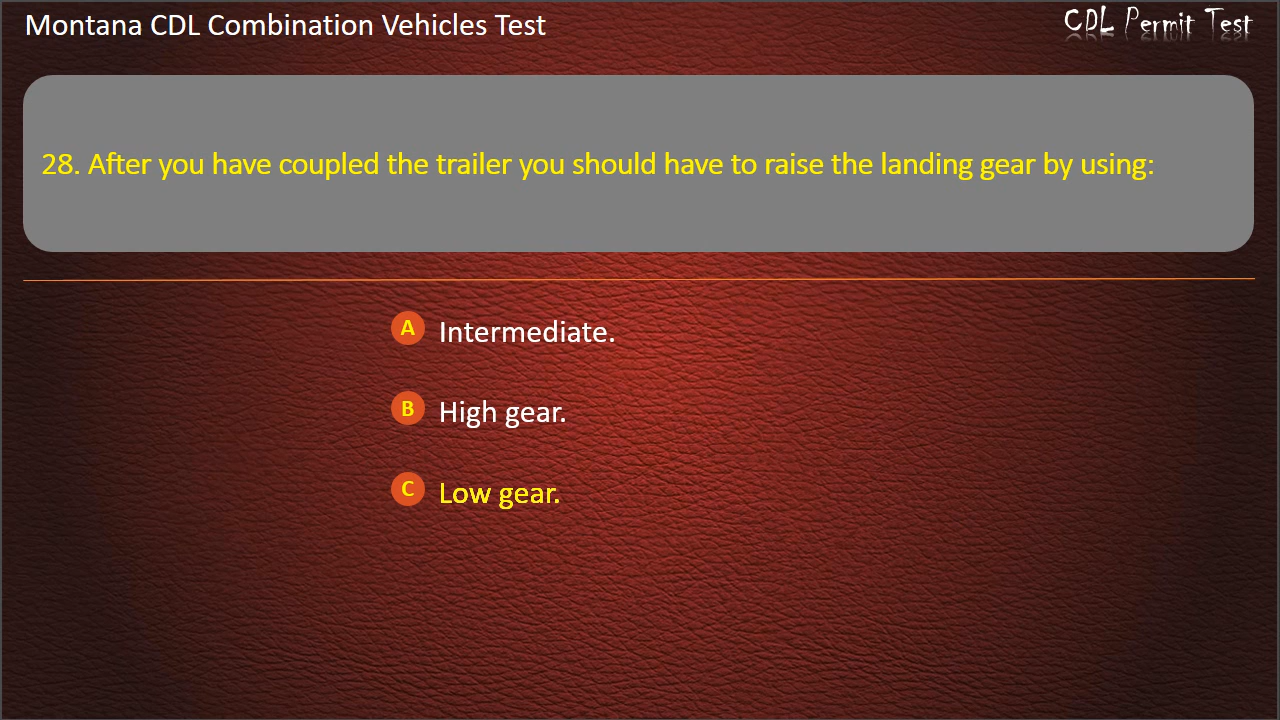 Montana CDL Combination Vehicles Test
CDL Permit Test
28. After you have coupled the trailer you should have to raise the landing gear by using:
A Intermediate.
B High gear.
C Low gear.